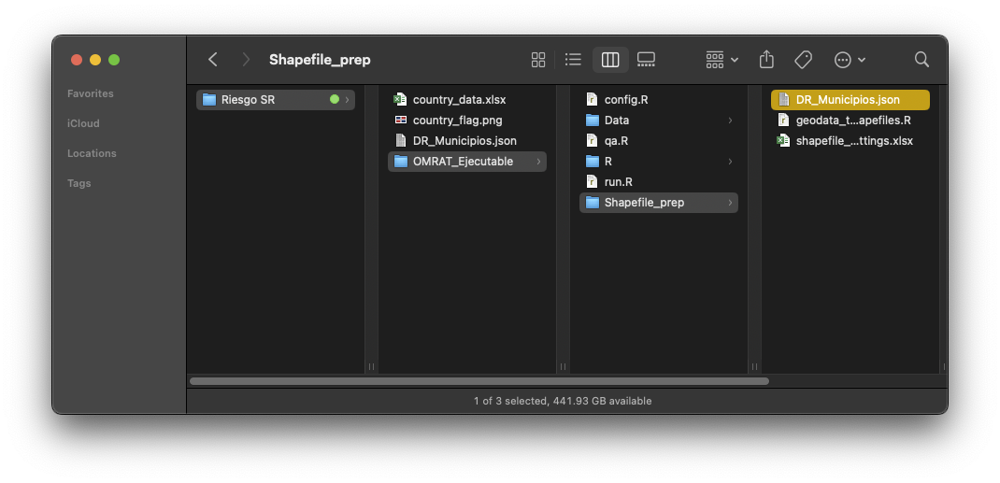 Shapefile_prep
Favorites
iCloud
Locations
Tags
Riesgo SR
country_data.xlsx
country_flag.png
DR_Municipios.json
OMRAT_Ejecutable
config.R
Data
qa.R
R
run.R
Shapefile_prep
DR_Municipios.json
geodata_t...apefiles.R
shapefile_...ttings.xlsx
1 of 3 selected, 441.93 GB available